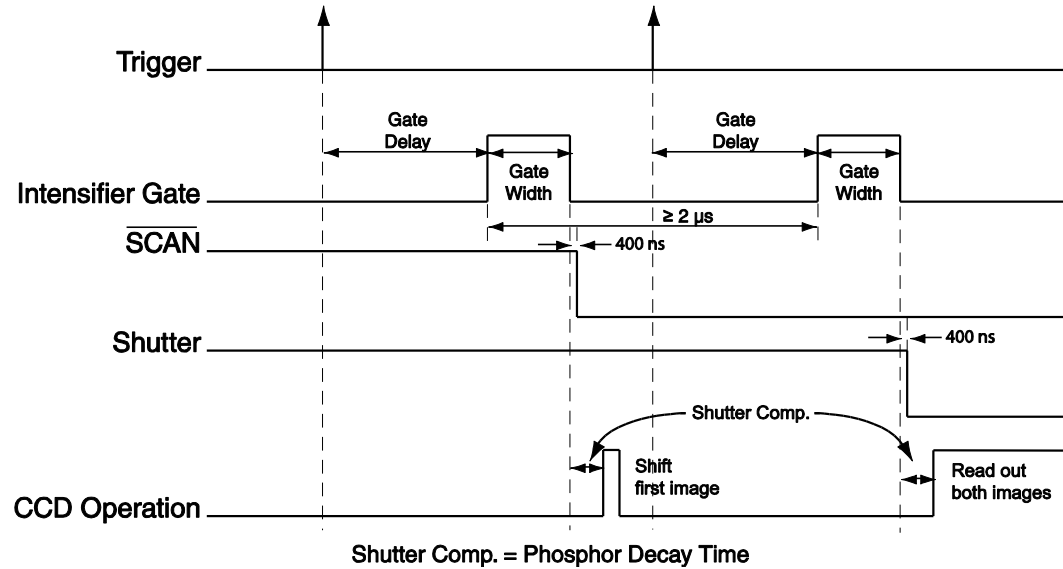 Trigger
Gate
Delay
Gate
Delay
Intensifier Gate
Gate
Width
Gate
Width
≥ 2 µs
SCAN
400 ns
Shutter
400 ns
Shutter Comp.
Shift
first image
Read out
both images
CCD Operation
Shutter Comp. = Phosphor Decay Time